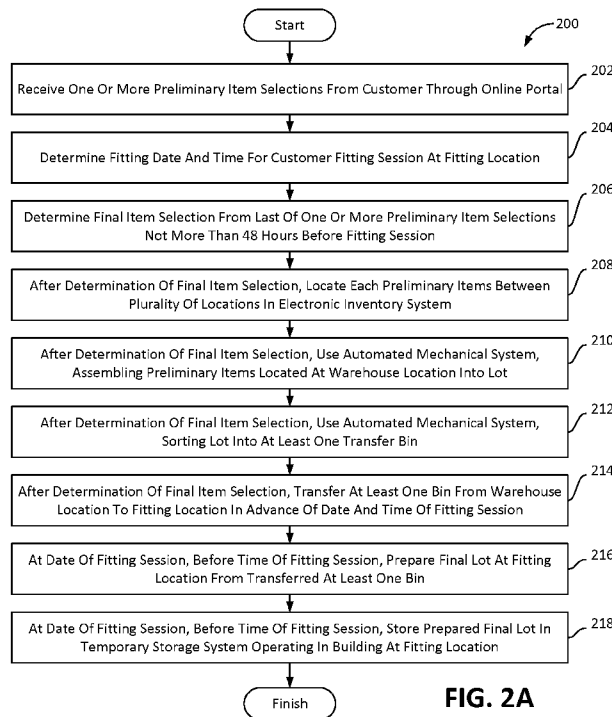 Start
200
Receive One Or More Preliminary Item Selections From Customer Through Online Portal
202
Determine Fitting Date And Time For Customer Fitting Session At Fitting Location
204
Determine Final Item Selection From Last Of One Or More Preliminary Item Selections
Not More Than 48 Hours Before Fitting Session
206
After Determination Of Final Item Selection, Locate Each Preliminary Items Between
Plurality Of Locations In Electronic Inventory System
208
After Determination Of Final Item Selection, Use Automated Mechanical System,
Assembling Preliminary Items Located At Warehouse Location Into Lot
210
After Determination Of Final Item Selection, Use Automated Mechanical System,
Sorting Lot Into At Least One Transfer Bin
212
After Determination Of Final Item Selection, Transfer At Least One Bin From Warehouse
Location To Fitting Location In Advance Of Date And Time Of Fitting Session
214
At Date Of Fitting Session, Before Time Of Fitting Session, Prepare Final Lot At Fitting
Location From Transferred At Least One Bin
216
At Date Of Fitting Session, Before Time Of Fitting Session, Store Prepared Final Lot In
Temporary Storage System Operating In Building At Fitting Location
218
Finish
FIG. 2A